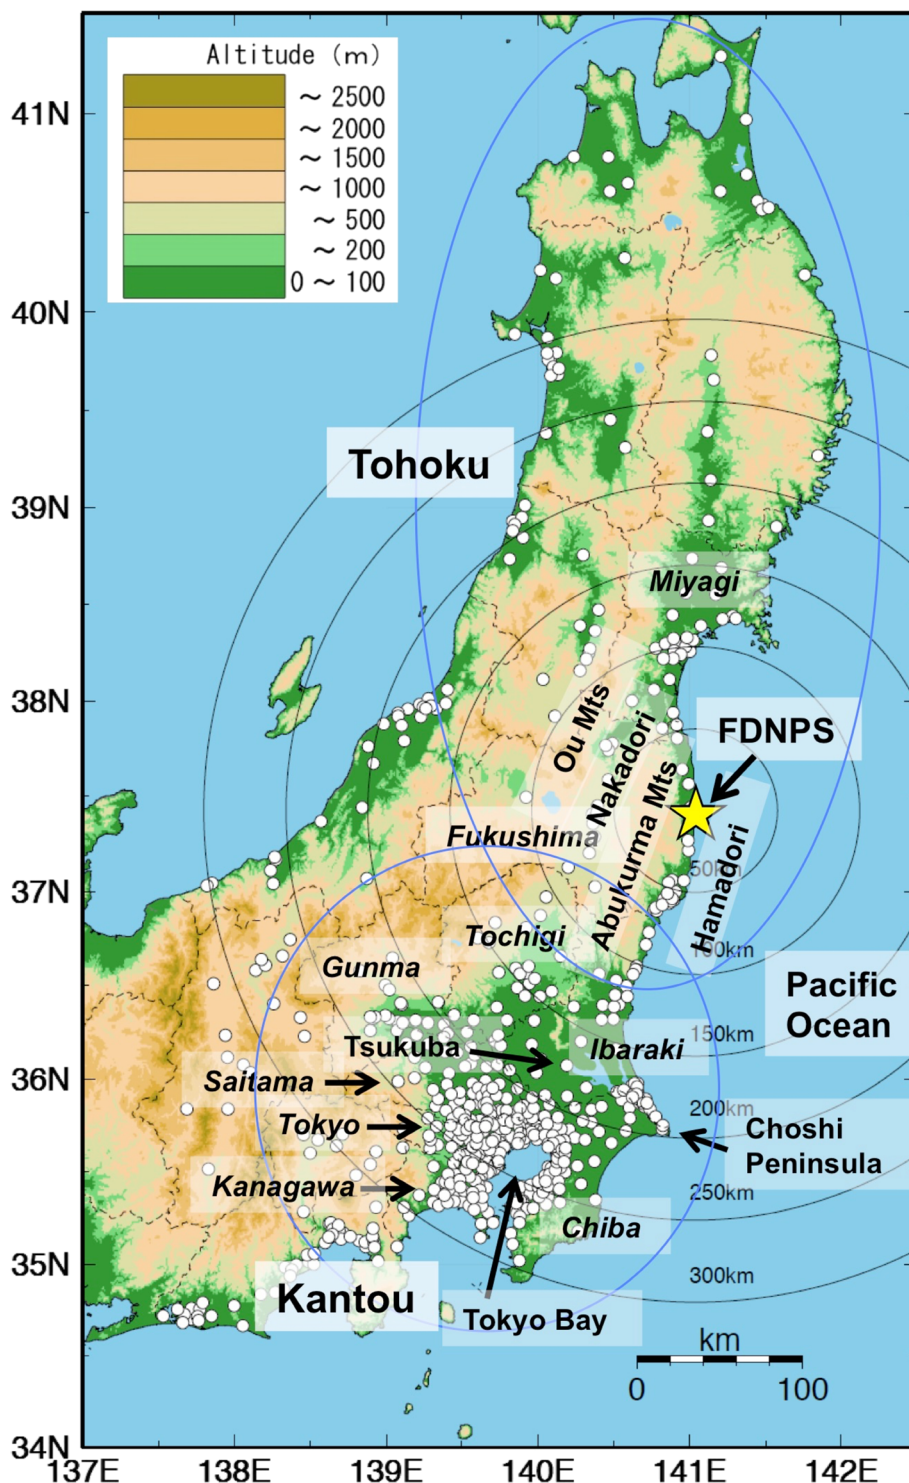 Altitude (m)
~ 2500
~ 2000
~ 1500
~ 1000
~ 500
~ 200
0 ~ 100
41N
40N
39N
38N
37N
36N
35N
34N
Tohoku
Miyagi
Ou Mts
Nakadori
Abukurma Mts
FDNPS
Hamadori
Fukushima
50km
100km
Tochigi
Gunma
Pacific
Ocean
150km
Tsukuba
Ibaraki
Saitama
Tokyo
200km
Choshi
Peninsula
Kanagawa
250km
Chiba
300km
Kantou
Tokyo Bay
km
0 100
137E 138E 139E 140E 141E 142E